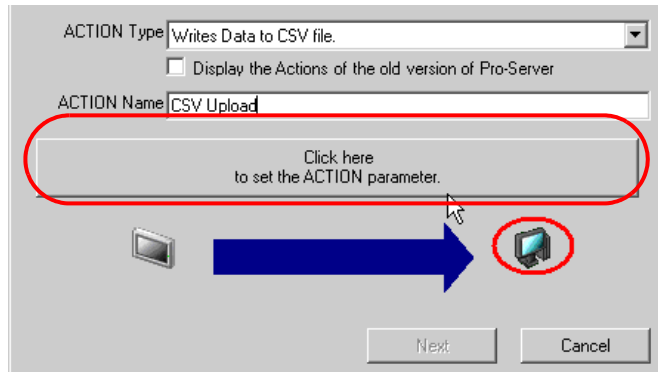 ACTION Type Writes Data to CSV file.
Display the Actions of the old version of Pro-Server
ACTION Name CSV Upload
Click here
to set the ACTION parameter.
Next Cancel